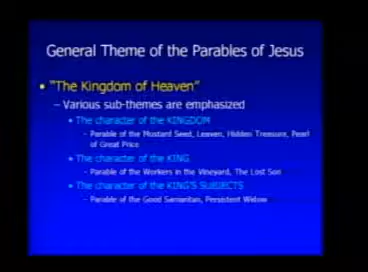 General Theme of the Parables of Jesus
• "The Kingdom of Heaven"
– Various sub-themes are emphasized
• The character of the KINGDOM
– Parable of the Mustard Seed, Leaven, Hidden Treasure, Pearl
of Great Price
• The character of the KING
– Parable of the Workers in the Vineyard, The Lost Son
• The character of the KING'S SUBJECTS
– Parable of the Good Samaritan, Persistent Widow